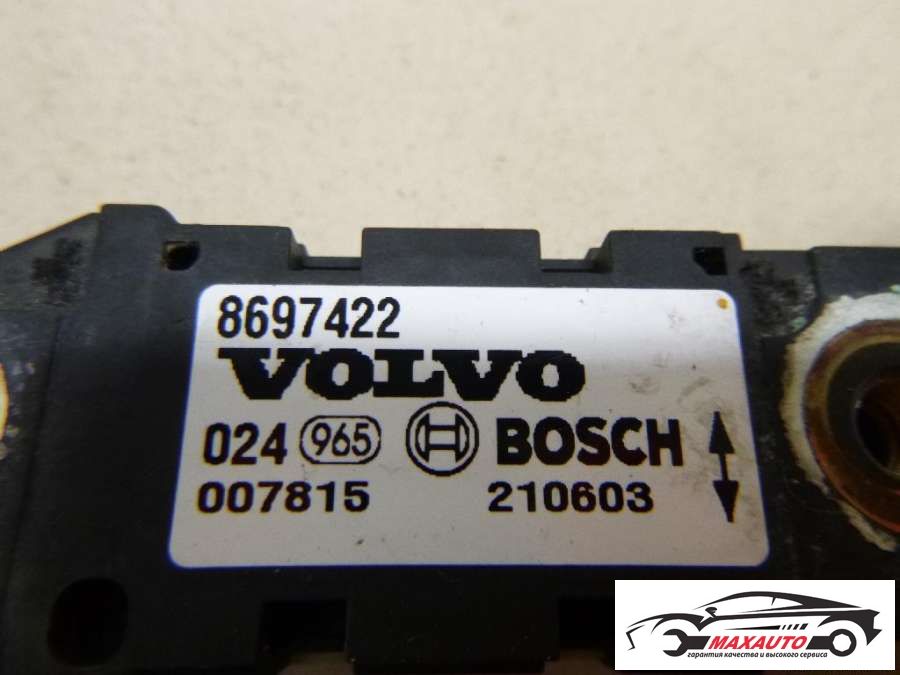 8697422
VOLVO
024 965 BOSCH
007815 210603
MAXAUTO
гарантия качества и высокого сервиса